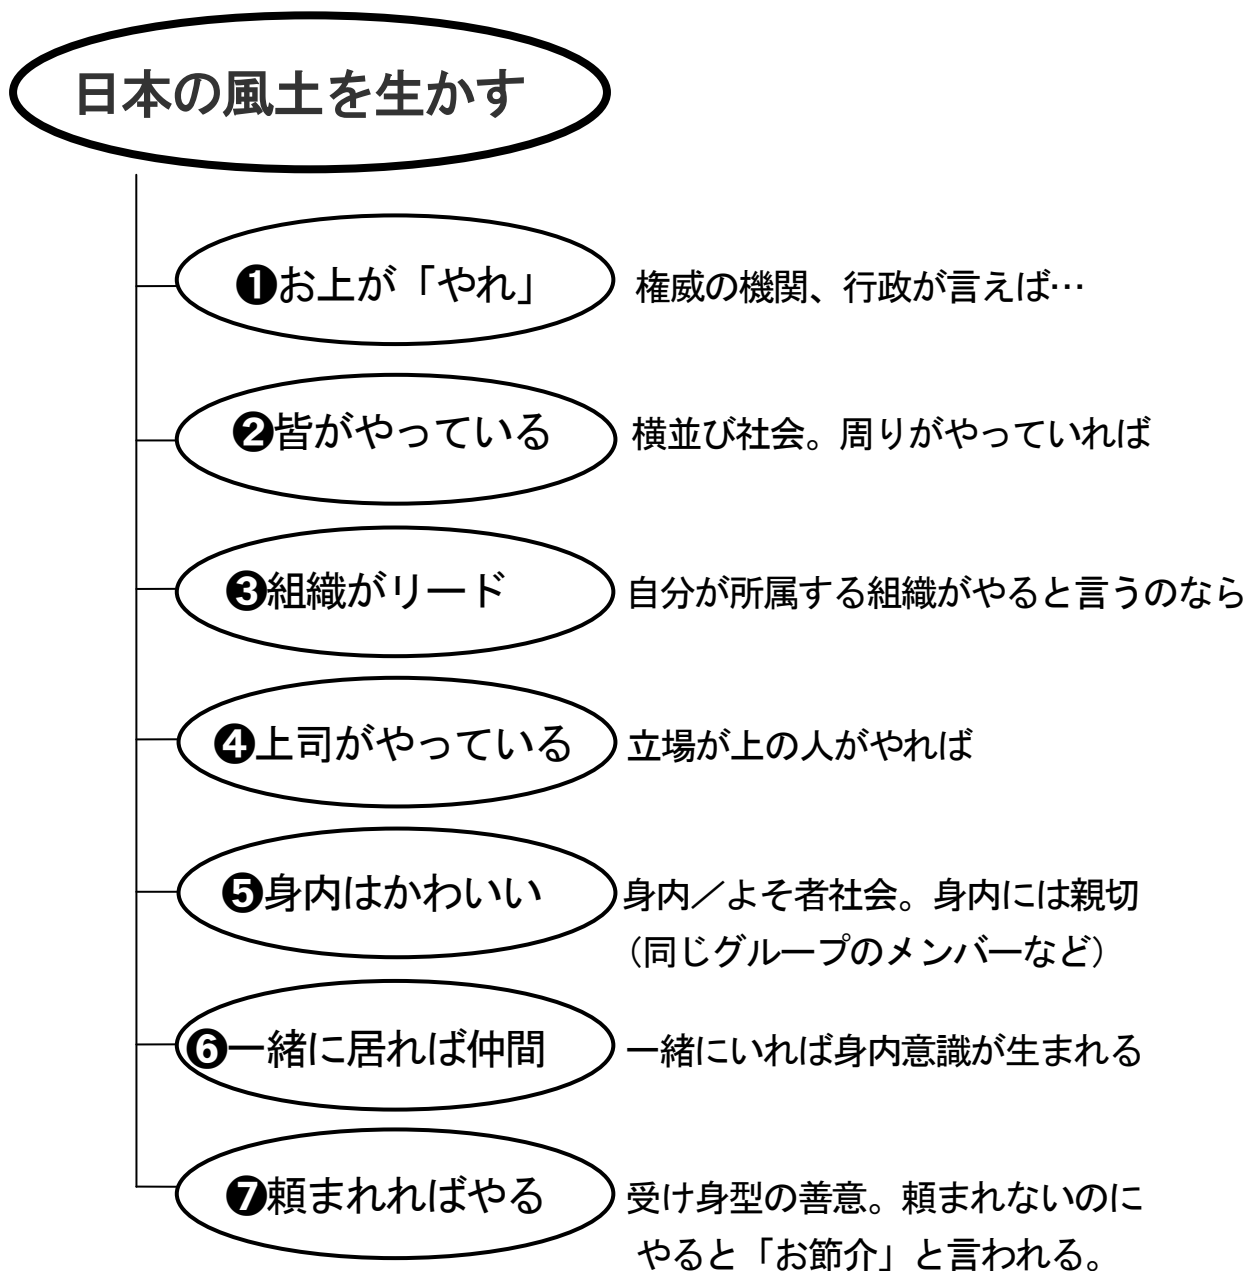 日本の風土を生かす
❶お上が「やれ」
権威の機関、行政が言えば…
❷皆がやっている
横並び社会。周りがやっていれば
❸組織がリード
自分が所属する組織がやると言うのなら
❹上司がやっている
立場が上の人がやれば
❺身内はかわいい
身内／よそ者社会。身内には親切
（同じグループのメンバーなど）
❻一緒に居れば仲間
一緒にいれば身内意識が生まれる
❼頼まれればやる
受け身型の善意。頼まれないのに
やると「お節介」と言われる。